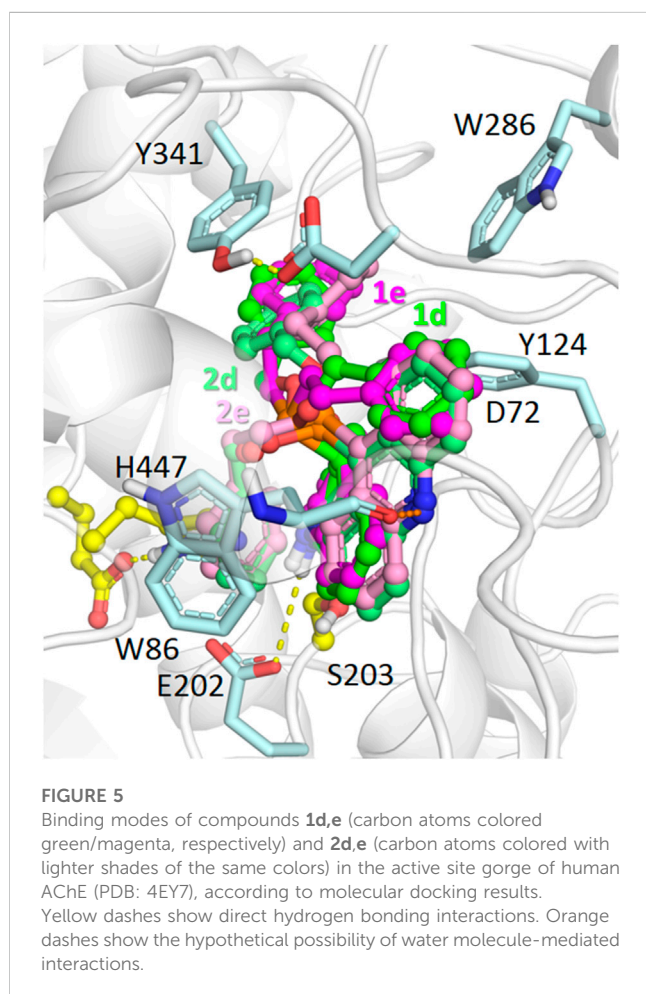 W286
Y341
1e
1d
Y124
2d
D72
2e
H447
W86
S203
E202
FIGURE 5
Binding modes of compounds 1d,e (carbon atoms colored
green/magenta, respectively) and 2d,e (carbon atoms colored with
lighter shades of the same colors) in the active site gorge of human
AChE (PDB: 4EY7), according to molecular docking results.
Yellow dashes show direct hydrogen bonding interactions. Orange
dashes show the hypothetical possibility of water molecule-mediated
interactions.